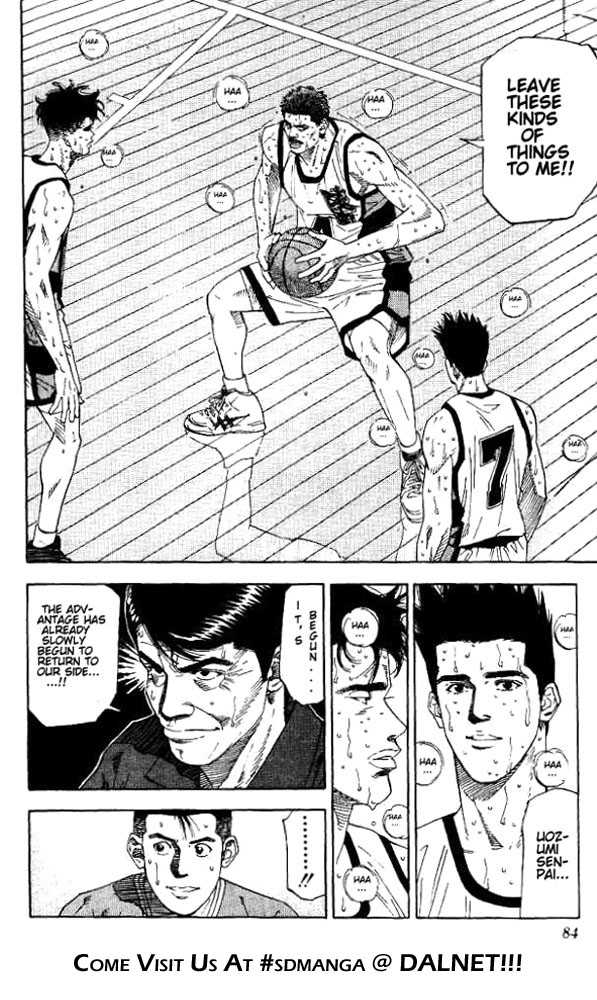 HAA
...
HAA
...
HAA
...
HAA
...
HAA
...
LEAVE
THESE
KINDS
OF
THINGS
TO ME!!
HAA
...
HAA
...
HAA
...
HAA
...
7
THE ADV-
ANTAGE HAS
ALREADY
SLOWLY
BEGUN TO
RETURN TO
OUR SIDE...
...!!
IT'S
BEGUN...
HAA
...
HAA
...
HAA
...
HAA
...
HAA
...
HAA
...
UOZ-
UMI
SEN-
PAI...
.........!!
84
COME VISIT US AT #SDMANGA @ DALNET!!!